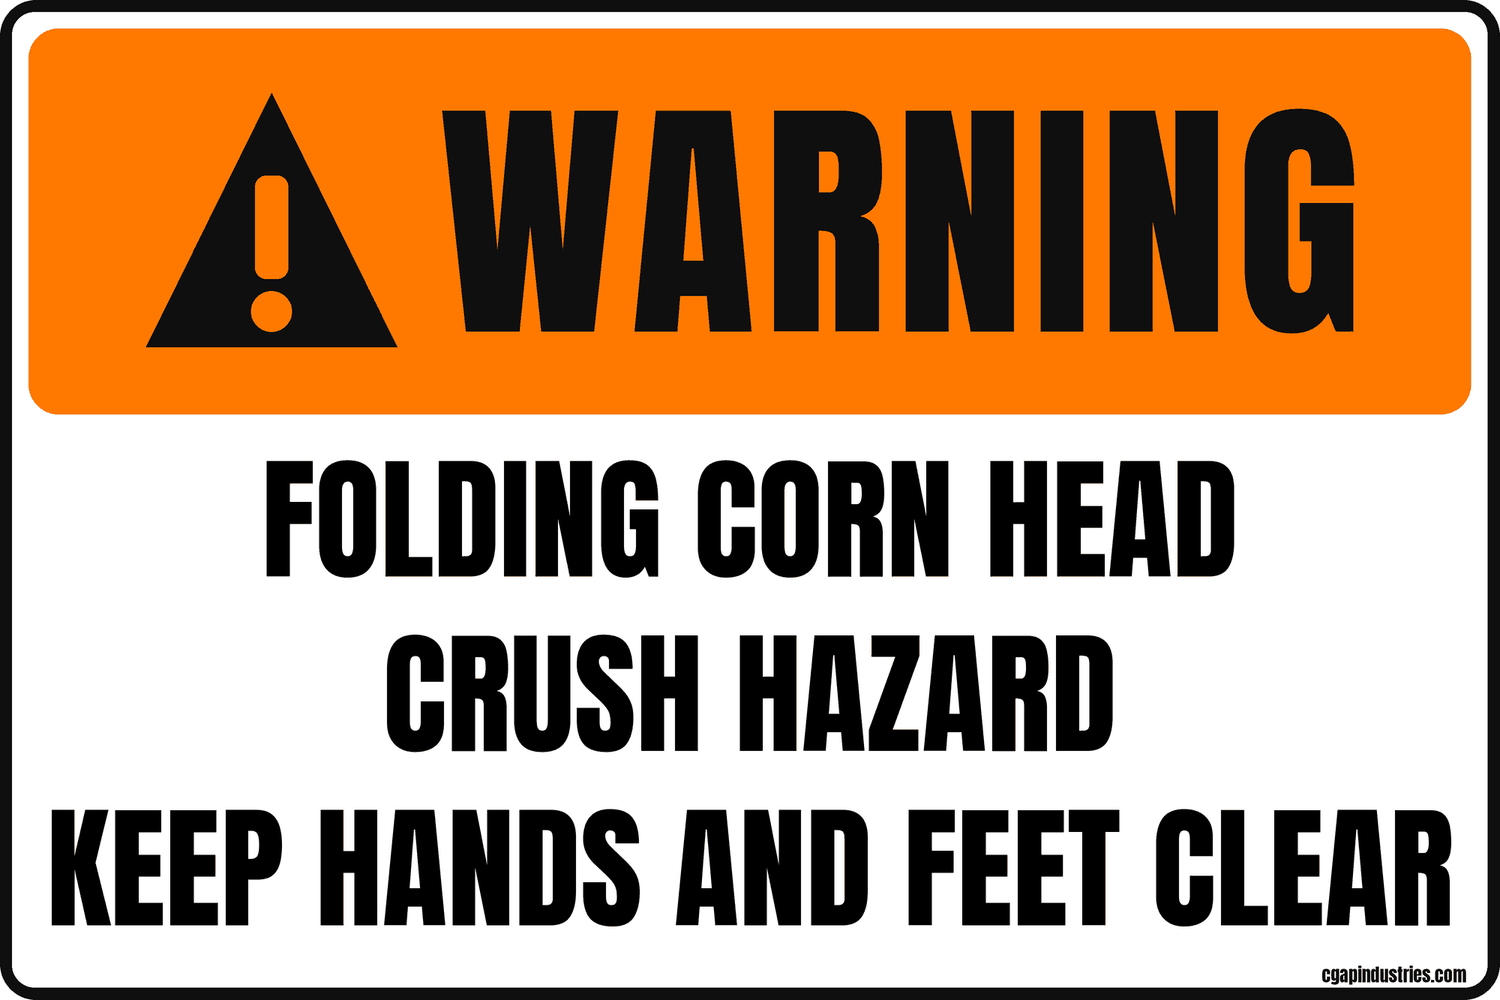 WARNING
FOLDING CORN HEAD
CRUSH HAZARD
KEEP HANDS AND FEET CLEAR
cgapindustries.com